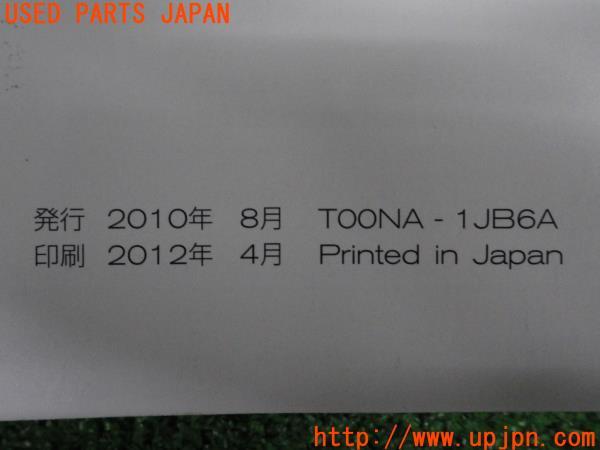 USED PARTS JAPAN
発行 2010年 8月 T00NA - 1JB6A
印刷 2012年 4月 Printed in Japan
http://www.upjpn.com/